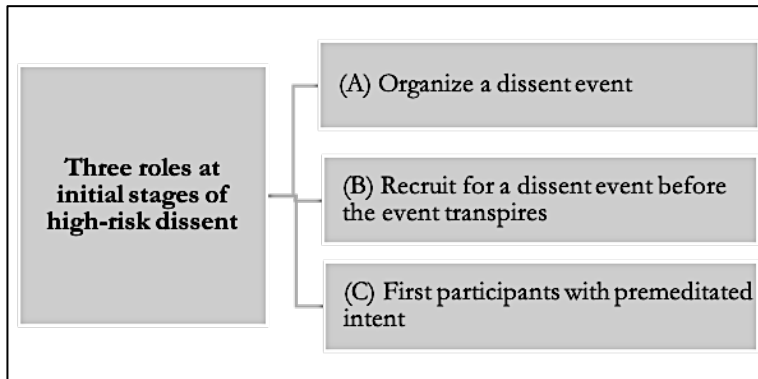 Three roles at
initial stages of
high-risk dissent
(A) Organize a dissent event
(B) Recruit for a dissent event before
the event transpires
(C) First participants with premeditated
intent